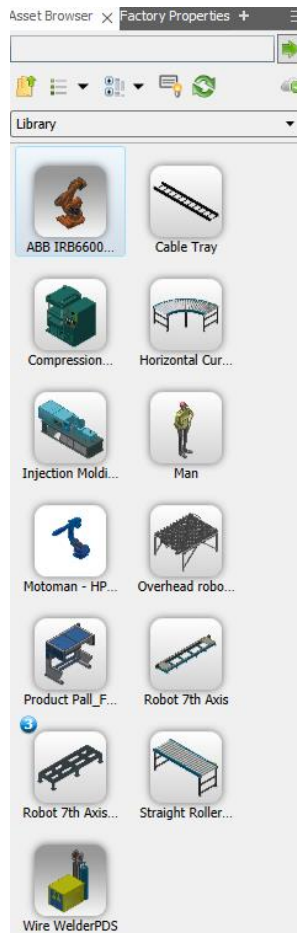 Asset Browser Factory Properties
Library
ABB IRB6600... Cable Tray
Compression... Horizontal Cur...
Injection Moldi... Man
Motoman - HP... Overhead robo...
Product Pall_F... Robot 7th Axis
3
Robot 7th Axis... Straight Roller...
Wire WelderPDS